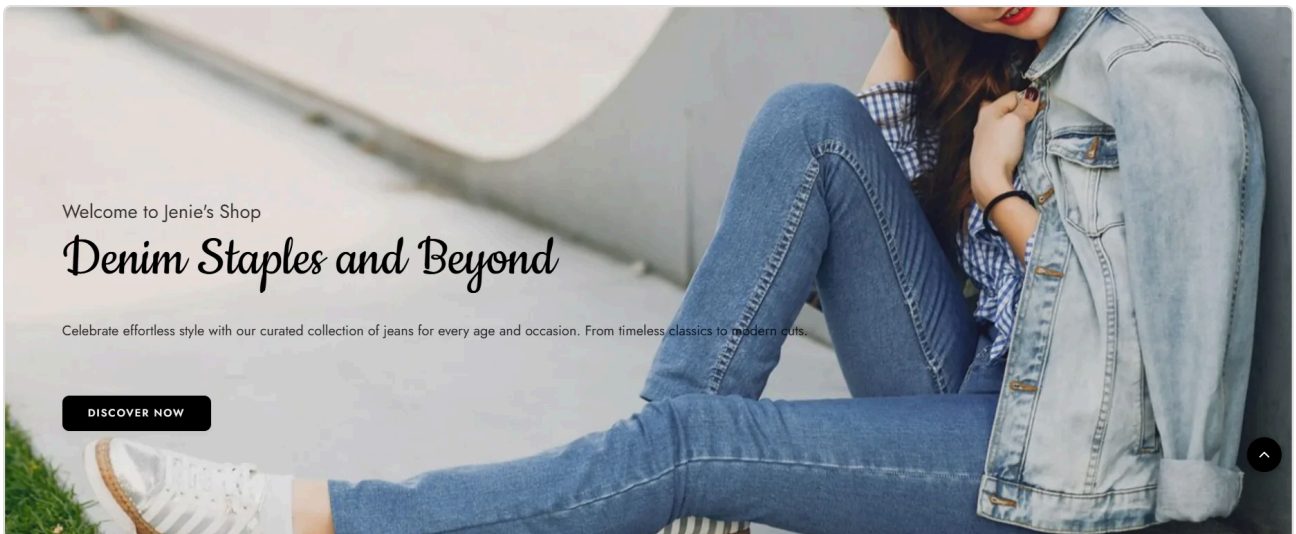 Welcome to Jenie's Shop
Denim Staples and Beyond
Celebrate effortless style with our curated collection of jeans for every age and occasion. From timeless classics to modern cuts.
DISCOVER NOW